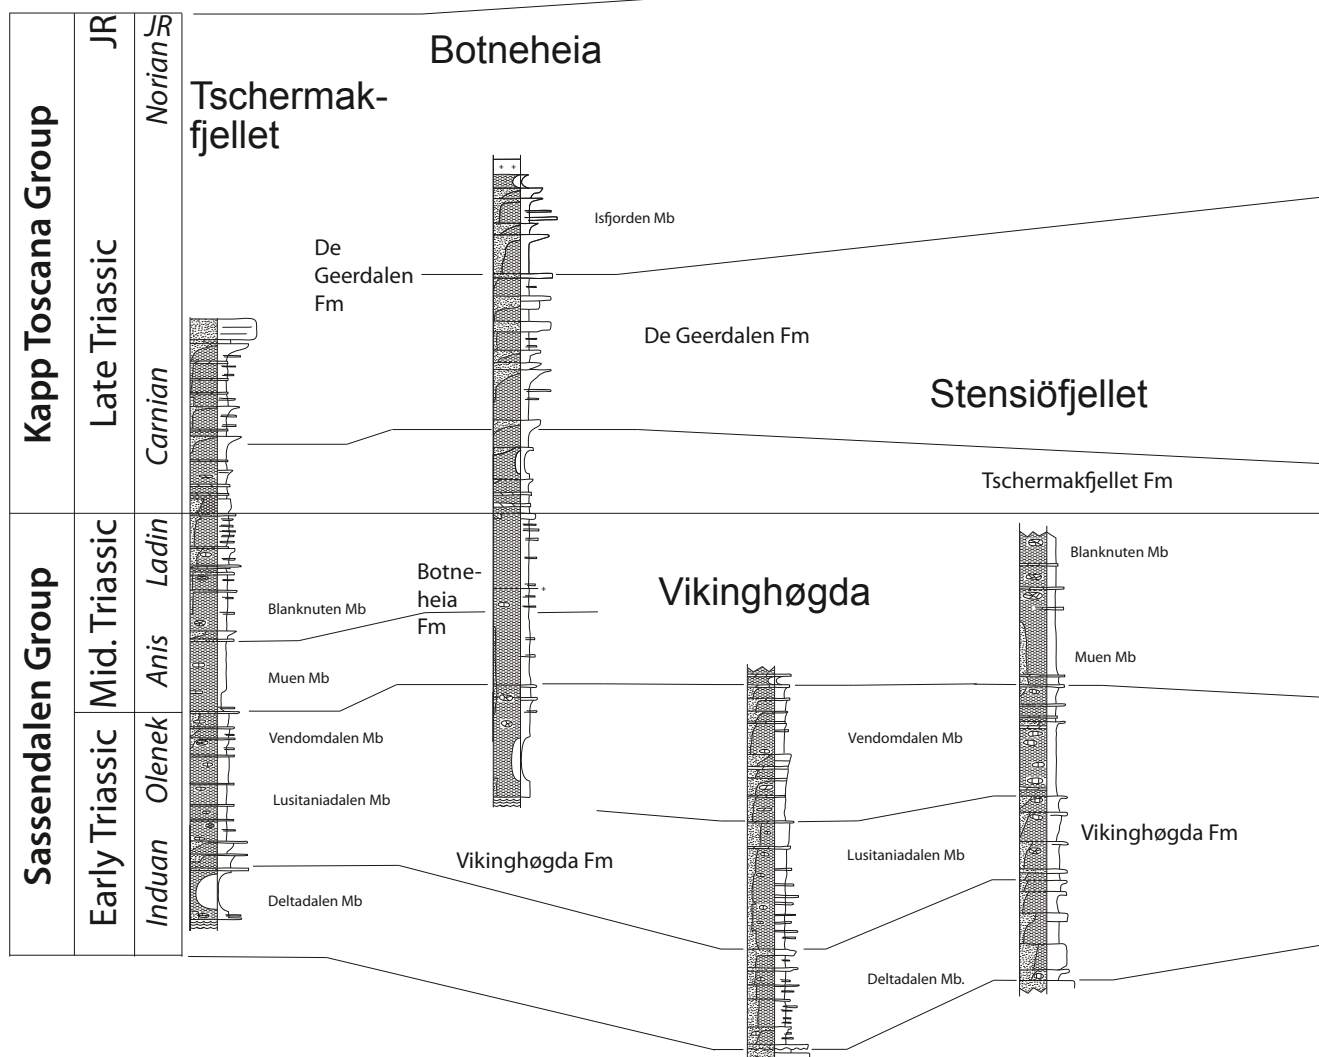 Kapp Toscana Group
Sassendalen Group
JR
Late Triassic
Mid. Triassic
Early Triassic
JR
Norian
Carnian
Ladin
Anis
Olenek
Induan
Tschermak-
fjellet
Botneheia
Isfjorden Mb
De
Geerdalen
Fm
De Geerdalen Fm
Stensiöfjellet
Tschermakfjellet Fm
Blanknuten Mb
Botne-
heia
Fm
Vikinghøgda
Blanknuten Mb
Muen Mb
Muen Mb
Vendomdalen Mb
Vendomdalen Mb
Lusitaniadalen Mb
Vikinghøgda Fm
Vikinghøgda Fm
Lusitaniadalen Mb
Deltadalen Mb
Deltadalen Mb.